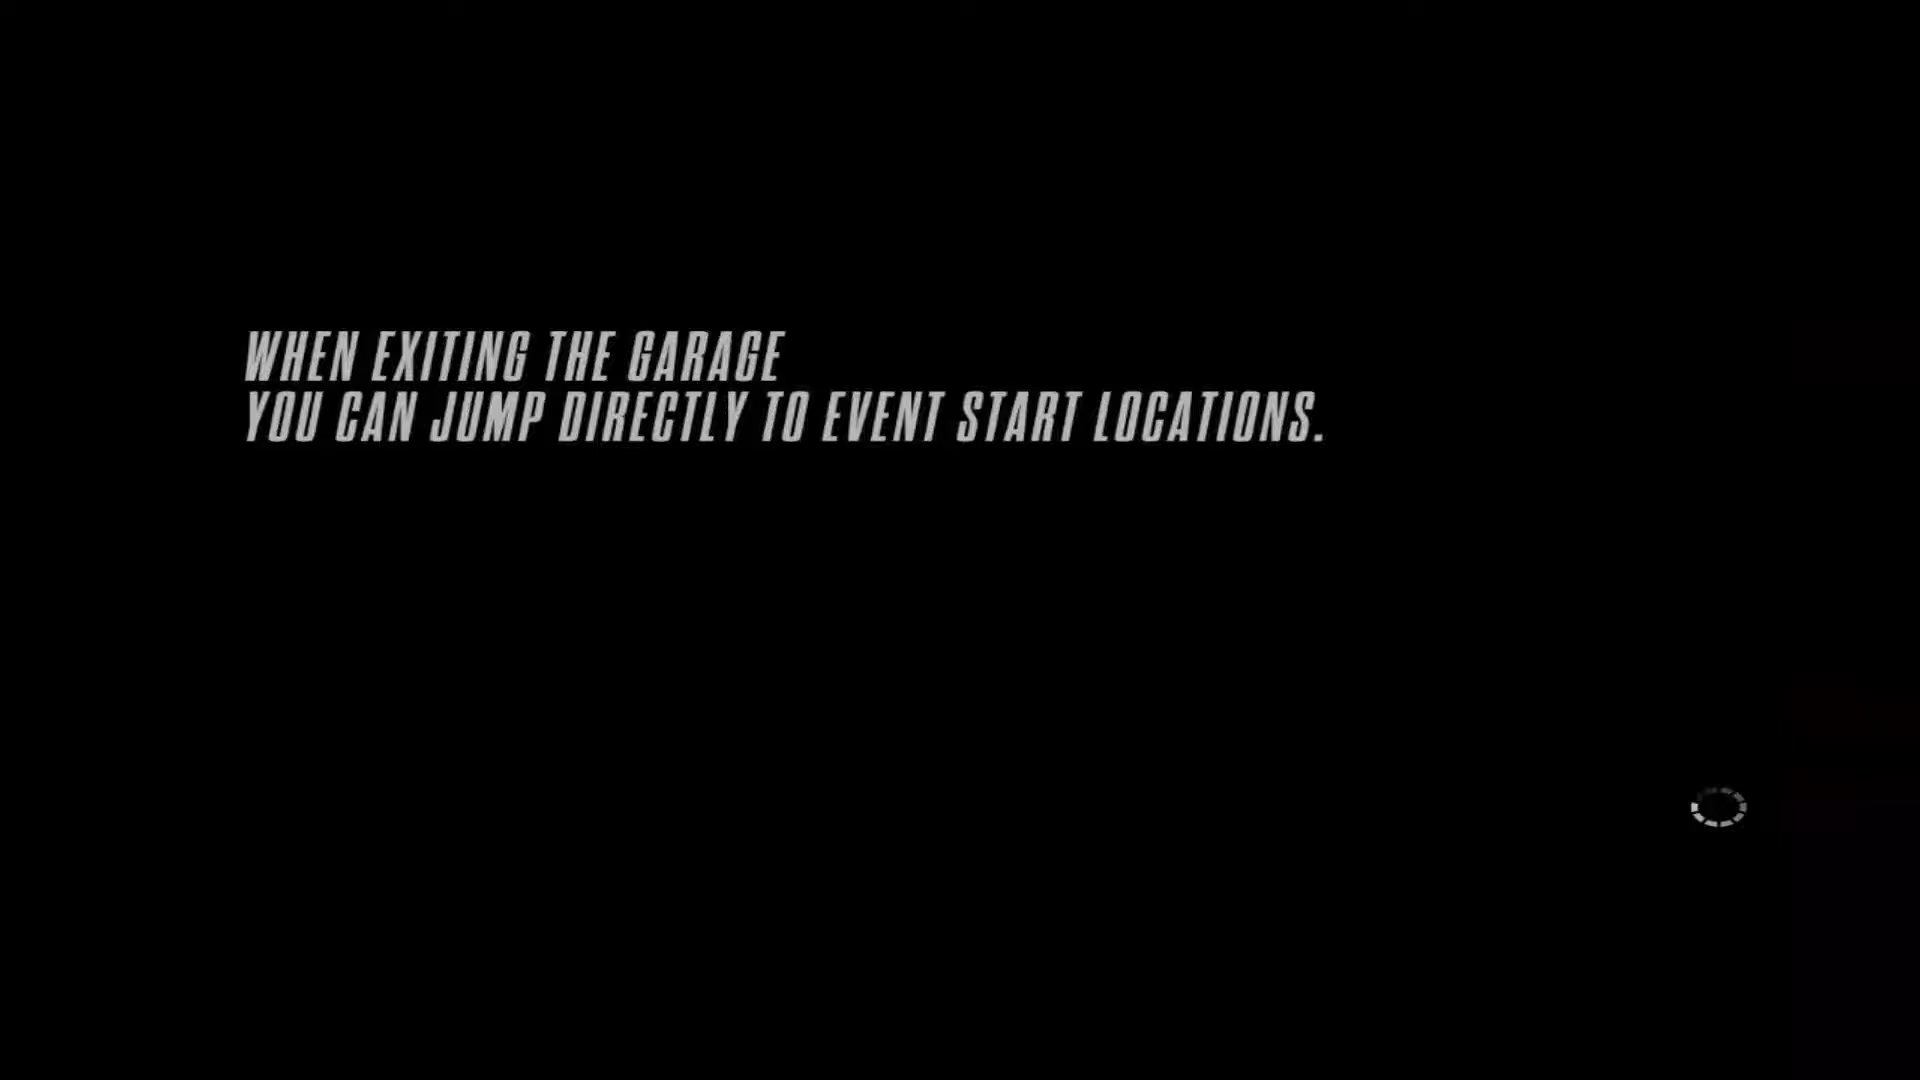 WHEN EXITING THE GARAGE
YOU CAN JUMP DIRECTLY TO EVENT START LOCATIONS.